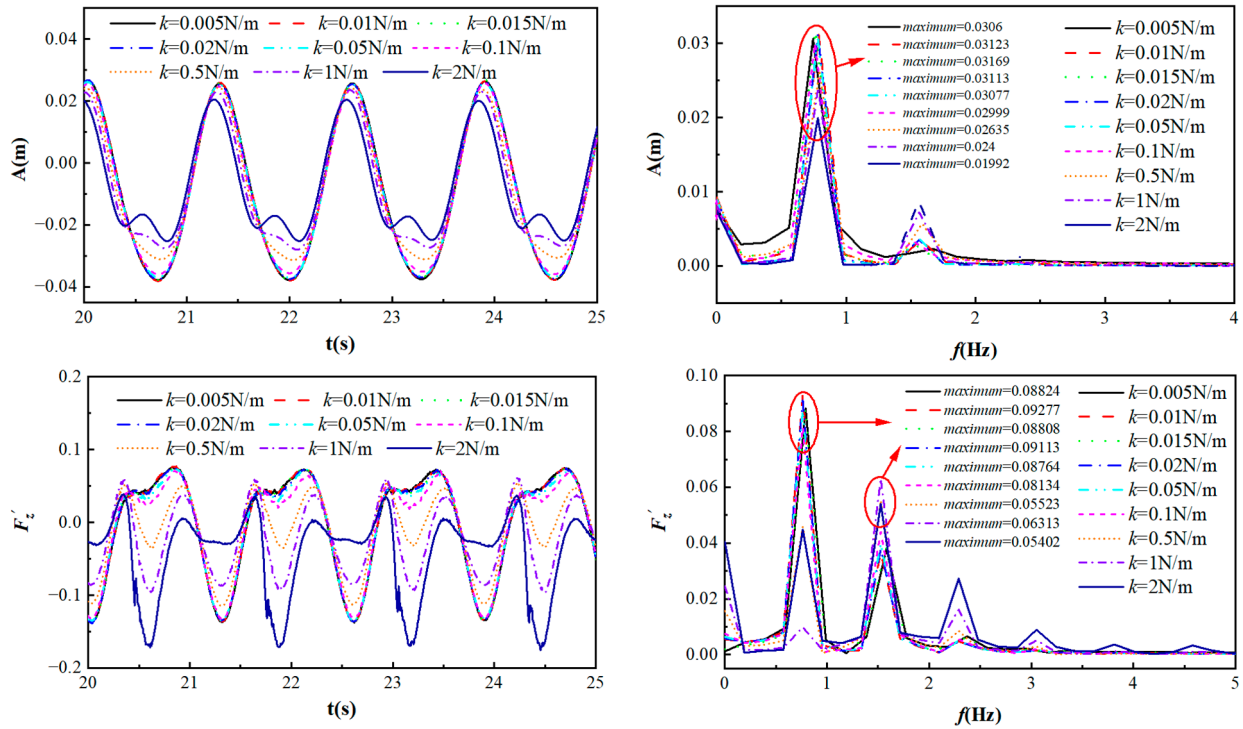 k=0.005N/m k=0.01N/m k=0.015N/m
k=0.02N/m k=0.05N/m k=0.1N/m
k=0.5N/m k=1N/m k=2N/m
0.04
0.02
0.00
−0.02
−0.04
A(m)
20 21 22 23 24 25
t(s)
maximum=0.0306
maximum=0.03123
maximum=0.03169
maximum=0.03113
maximum=0.03077
maximum=0.02999
maximum=0.02635
maximum=0.024
maximum=0.01992
k=0.005N/m
k=0.01N/m
k=0.015N/m
k=0.02N/m
k=0.05N/m
k=0.1N/m
k=0.5N/m
k=1N/m
k=2N/m
0.03
0.02
0.01
0.00
A(m)
0 1 2 3 4
f(Hz)
k=0.005N/m k=0.01N/m k=0.015N/m
k=0.02N/m k=0.05N/m k=0.1N/m
k=0.5N/m k=1N/m k=2N/m
0.2
0.1
0.0
-0.1
-0.2
Fz′
20 21 22 23 24 25
t(s)
maximum=0.08824
maximum=0.09277
maximum=0.08808
maximum=0.09113
maximum=0.08764
maximum=0.08134
maximum=0.05523
maximum=0.06313
maximum=0.05402
k=0.005N/m
k=0.01N/m
k=0.015N/m
k=0.02N/m
k=0.05N/m
k=0.1N/m
k=0.5N/m
k=1N/m
k=2N/m
0.10
0.08
0.06
0.04
0.02
0.00
Fz′
0 1 2 3 4 5
f(Hz)